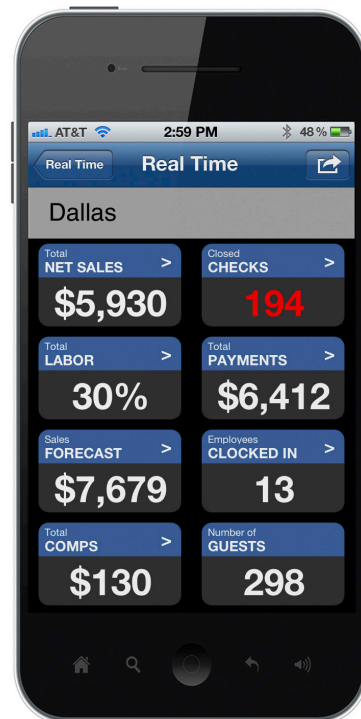 AT&T 2:59 PM 48%
Real Time Real Time
Dallas
Total
NET SALES >
$5,930
Closed
CHECKS >
194
Total
LABOR >
30%
Total
PAYMENTS >
$6,412
Sales
FORECAST >
$7,679
Employees
CLOCKED IN >
13
Total
COMPS >
$130
Number of
GUESTS
298